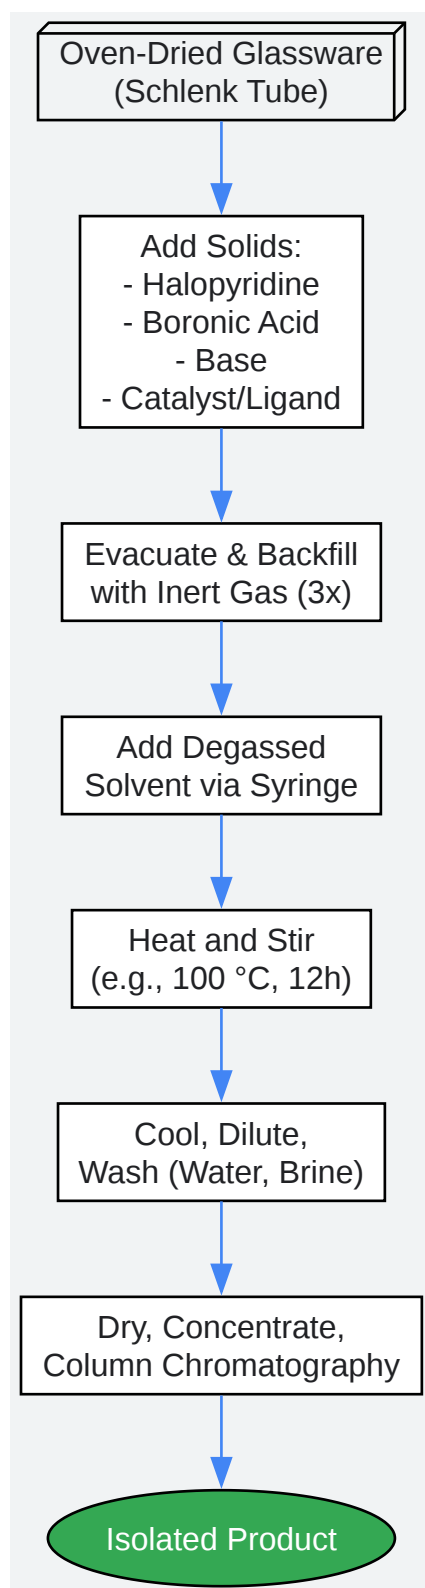 Oven-Dried Glassware
(Schlenk Tube)
Add Solids:
- Halopyridine
- Boronic Acid
- Base
- Catalyst/Ligand
Evacuate & Backfill
with Inert Gas (3x)
Add Degassed
Solvent via Syringe
Heat and Stir
(e.g., 100 °C, 12h)
Cool, Dilute,
Wash (Water, Brine)
Dry, Concentrate,
Column Chromatography
Isolated Product